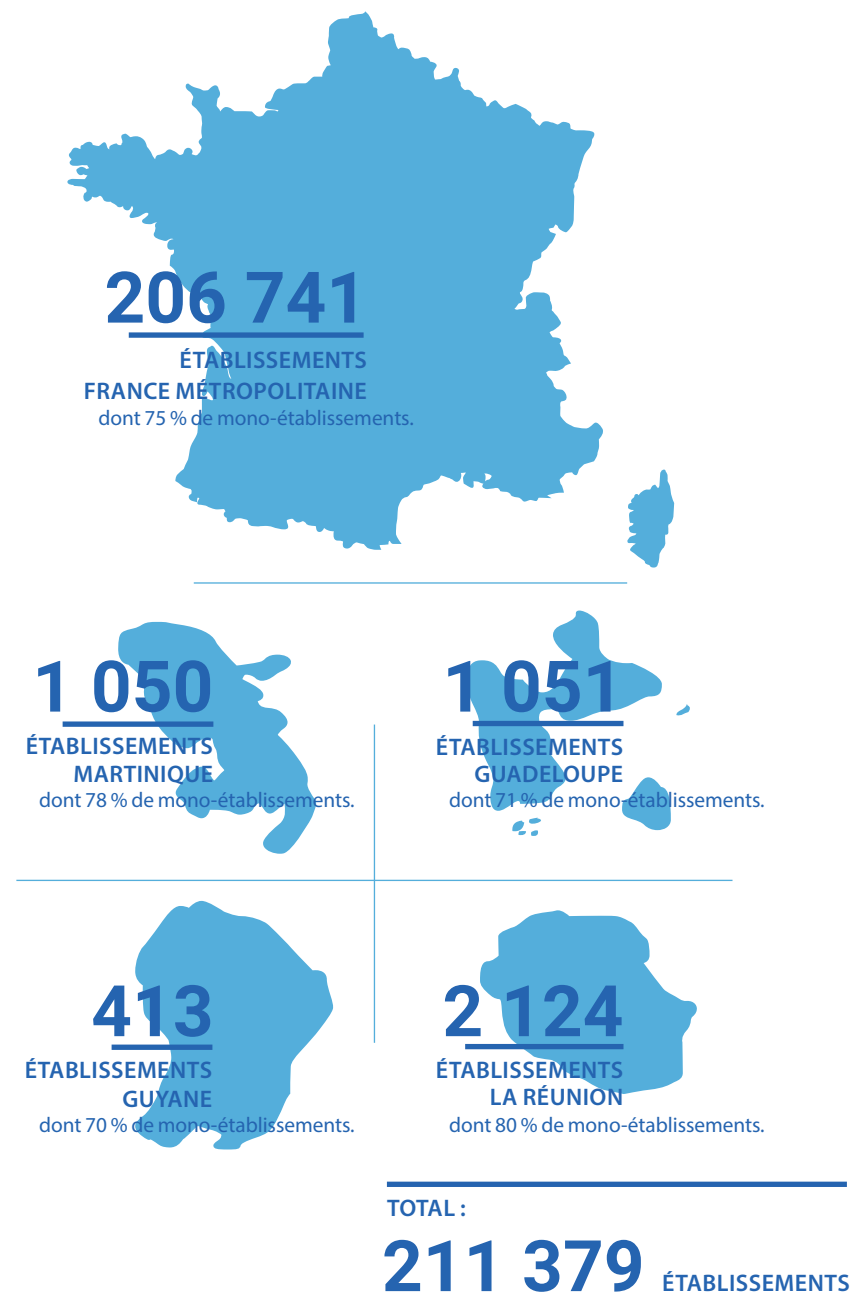 206 741
ÉTABLISSEMENTS
FRANCE MÉTROPOLITAINE
dont 75 % de mono-établissements.
1 050
ÉTABLISSEMENTS
MARTINIQUE
dont 78 % de mono-établissements.
1 051
ÉTABLISSEMENTS
GUADELOUPE
dont 71 % de mono-établissements.
413
ÉTABLISSEMENTS
GUYANE
dont 70 % de mono-établissements.
2 124
ÉTABLISSEMENTS
LA RÉUNION
dont 80 % de mono-établissements.
TOTAL :
211 379 ÉTABLISSEMENTS